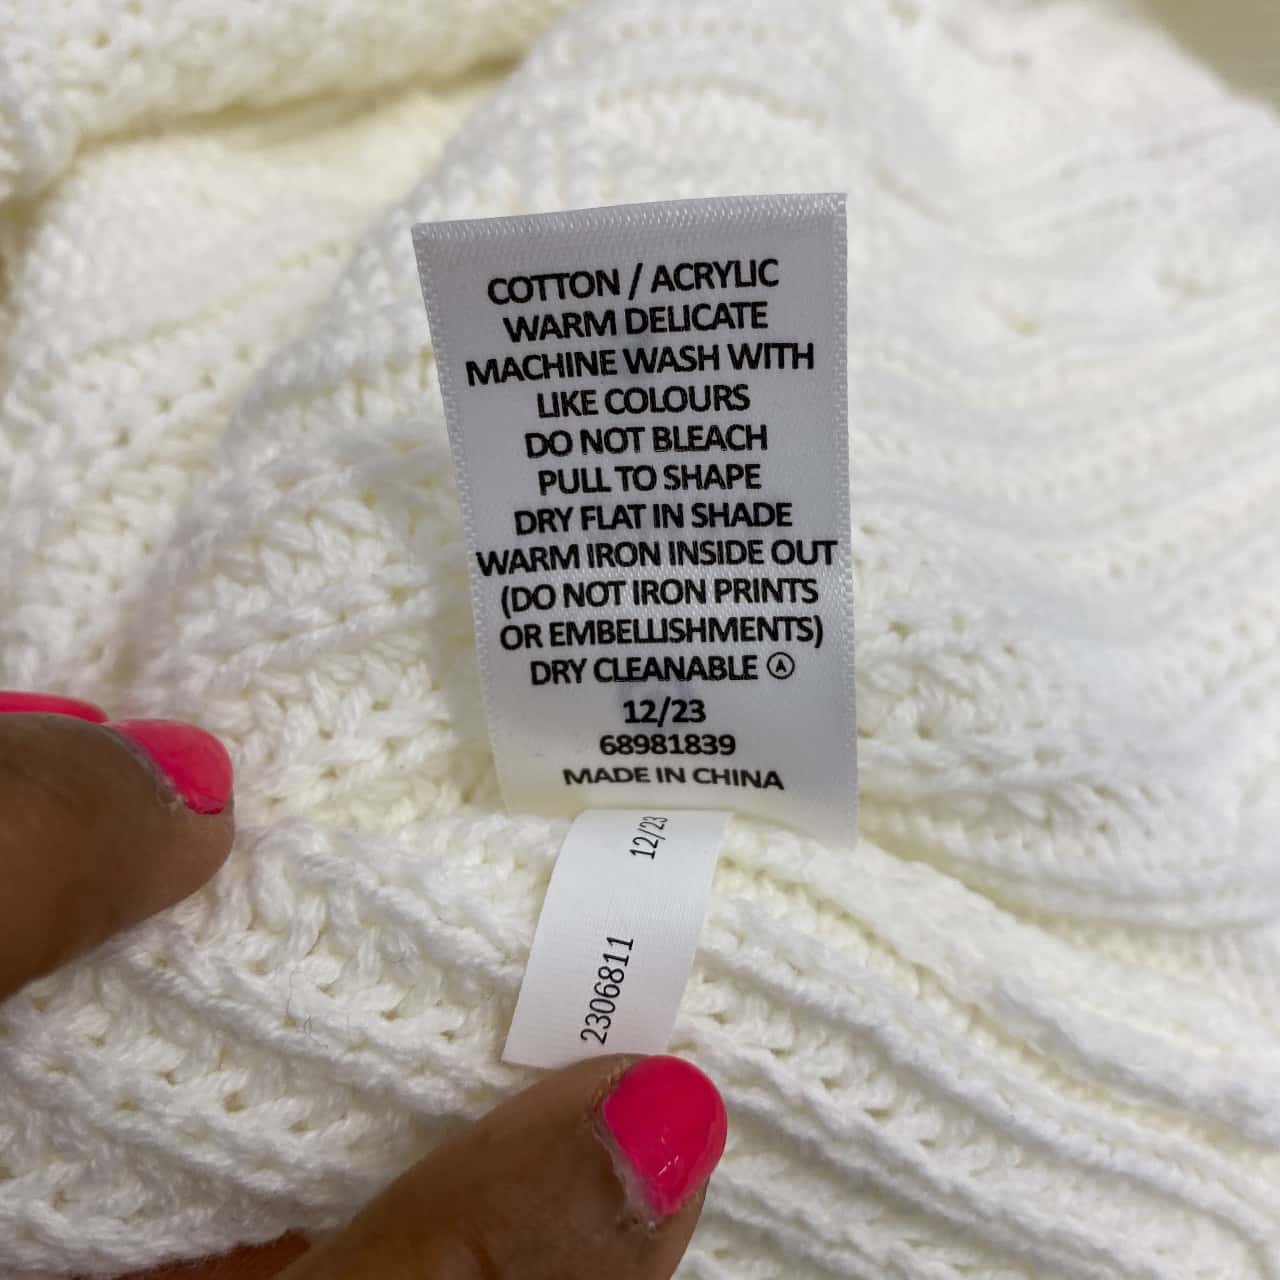 COTTON / ACRYLIC
WARM DELICATE
MACHINE WASH WITH
LIKE COLOURS
DO NOT BLEACH
PULL TO SHAPE
DRY FLAT IN SHADE
WARM IRON INSIDE OUT
(DO NOT IRON PRINTS
OR EMBELLISHMENTS)
DRY CLEANABLE Ⓐ
12/23
68981839
MADE IN CHINA
12/23
2306811